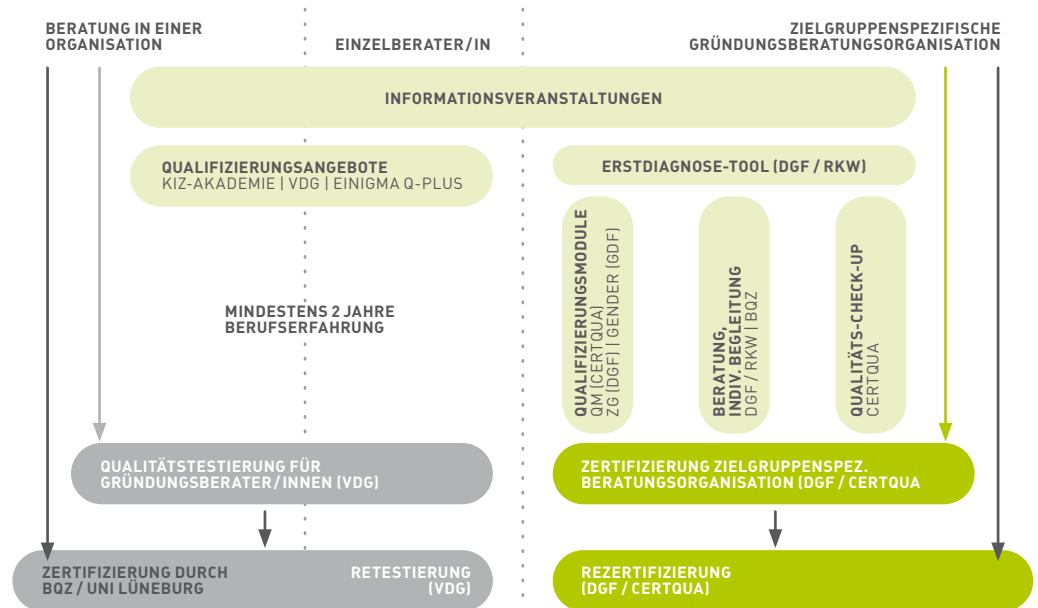 BERATUNG IN EINER
ORGANISATION
EINZELBERATER/IN
ZIELGRUPPENSPEZIFISCHE
GRÜNDUNGSBERATUNGSORGANISATION
INFORMATIONSVERANSTALTUNGEN
QUALIFIZIERUNGSANGEBOTE
KIZ-AKADEMIE | VDG | EINIGMA Q-PLUS
ERSTDIAGNOSE-TOOL (DGF / RKW)
QUALIFIZIERUNGSMODULE
QM (CERTQUA)
ZG (DGF) | GENDER (GDF)
BERATUNG,
INDIV. BEGLEITUNG
DGF / RKW | BQZ
QUALITÄTS-CHECK-UP
CERTQUA
MINDESTENS 2 JAHRE
BERUFSERFAHRUNG
QUALITÄTSTESTIERUNG FÜR
GRÜNDUNGSBERATER/INNEN (VDG)
ZERTIFIZIERUNG ZIELGRUPPENSPEZ.
BERATUNGSORGANISATION (DGF / CERTQUA
ZERTIFIZIERUNG DURCH
BQZ / UNI LÜNEBURG
RETESTIERUNG
(VDG)
REZERTIFIZIERUNG
(DGF / CERTQUA)